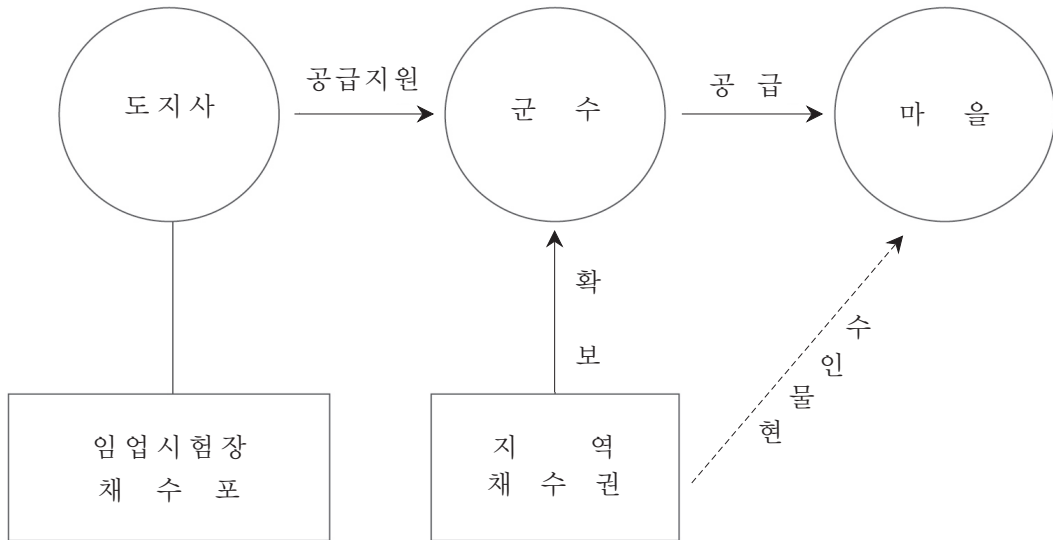 도지사
공급지원
군 수
공 급
마 을
확
보
현물인수
임업시험장
채 수 포
지 역
채 수 권